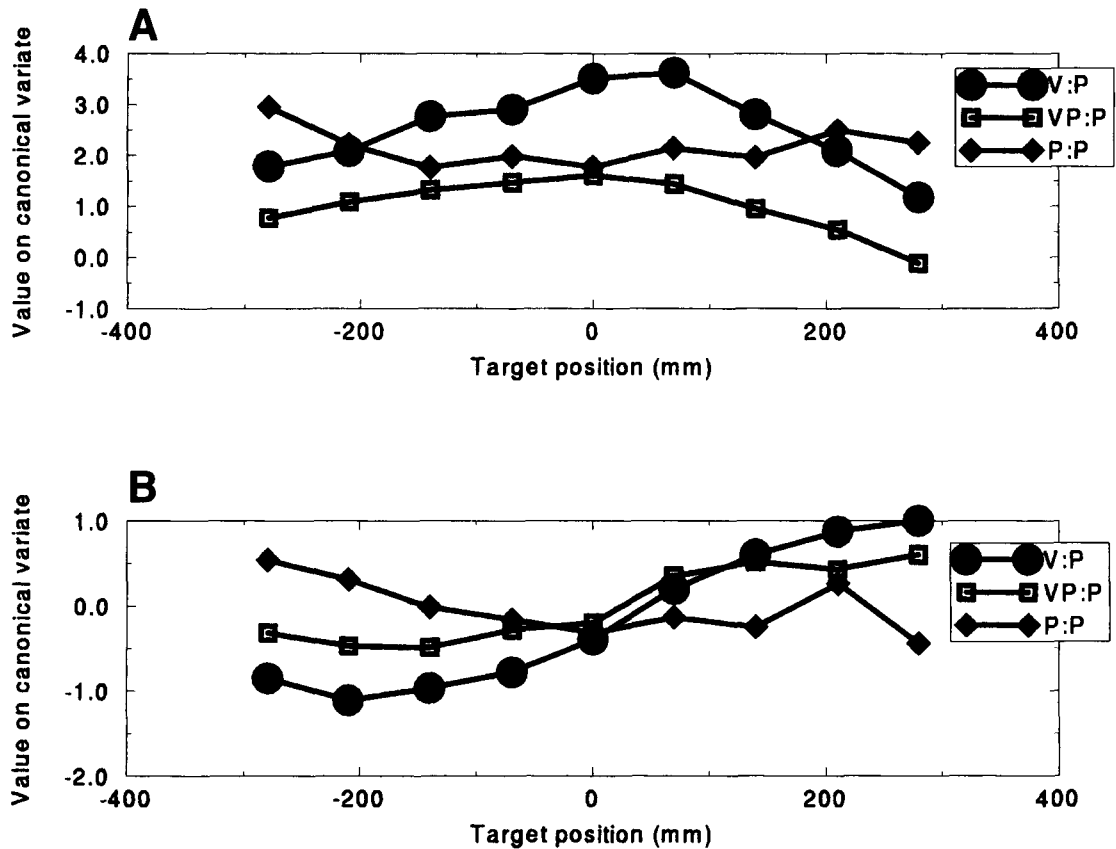 A
Value on canonical variate
4.0
3.0
2.0
1.0
0.0
-1.0
-400
-200
0
200
400
Target position (mm)
V:P
VP:P
P:P
B
Value on canonical variate
1.0
0.0
-1.0
-2.0
-400
-200
0
200
400
Target position (mm)
V:P
VP:P
P:P